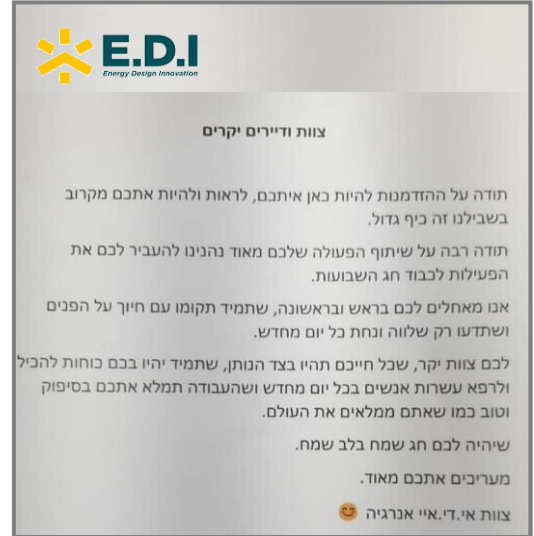 E.D.I
Energy Design Innovation
צוות ודיירים יקרים
תודה על ההזדמנות להיות כאן איתכם, לראות ולהיות אתכם מקרוב
בשבילנו זה כיף גדול.
תודה רבה על שיתוף הפעולה שלכם מאוד נהנינו להעביר לכם את
הפעילות לכבוד חג השבועות.
אנו מאחלים לכם בראש ובראשונה, שתמיד תקומו עם חיוך על הפנים
ושתדעו רק שלווה ונחת כל יום מחדש.
לכם צוות יקר, שכל חייכם תהיו בצד הנותן, שתמיד יהיו בכם כוחות להכיל
ולרפא עשרות אנשים בכל יום מחדש ושהעבודה תמלא אתכם בסיפוק
וטוב כמו שאתם ממלאים את העולם.
שיהיה לכם חג שמח בלב שמח.
מעריכים אתכם מאוד.
צוות אי.די.איי אנרגיה 😊